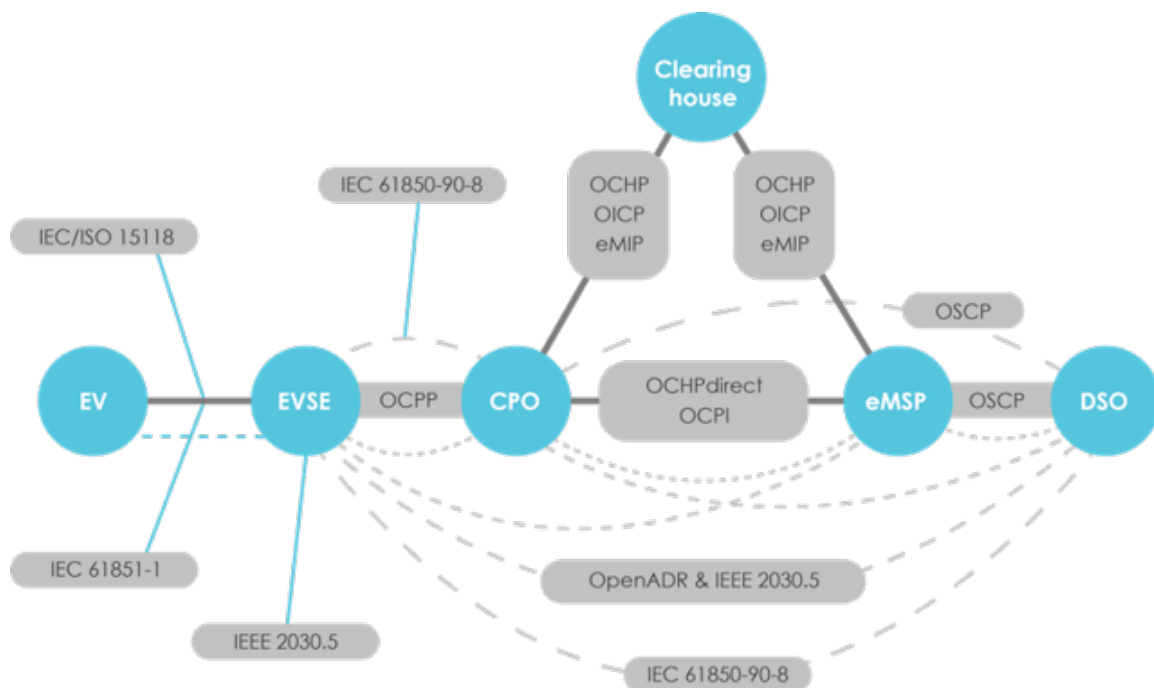 Clearing
house
IEC 61850-90-8
OCHP
OICP
eMIP
OCHP
OICP
eMIP
IEC/ISO 15118
OSCP
EV
EVSE
OCPP
CPO
OCHPdirect
OCPI
eMSP
OSCP
DSO
IEC 61851-1
OpenADR & IEEE 2030.5
IEEE 2030.5
IEC 61850-90-8